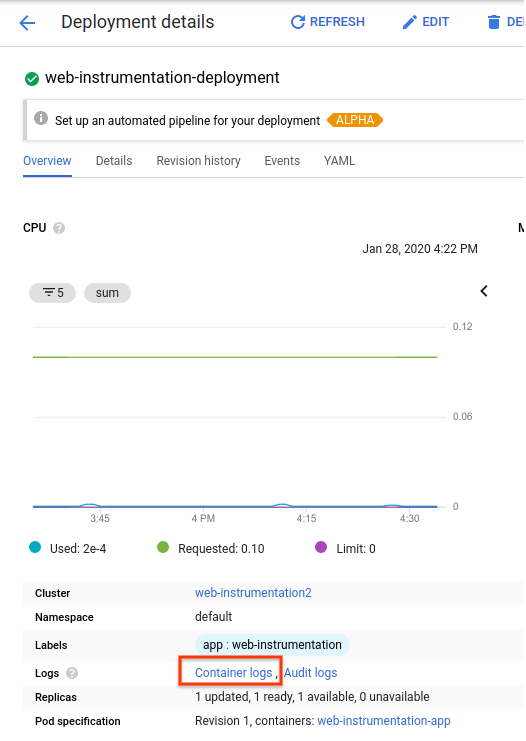 Deployment details REFRESH EDIT
web-instrumentation-deployment
Set up an automated pipeline for your deployment ALPHA
Overview Details Revision history Events YAML
CPU
Jan 28, 2020 4:22 PM
5 sum
0.12
0.06
0
3:45 4 PM 4:15 4:30
Used: 2e-4 Requested: 0.10 Limit: 0
Cluster web-instrumentation2
Namespace default
Labels app : web-instrumentation
Logs Container logs , Audit logs
Replicas 1 updated, 1 ready, 1 available, 0 unavailable
Pod specification Revision 1, containers: web-instrumentation-app